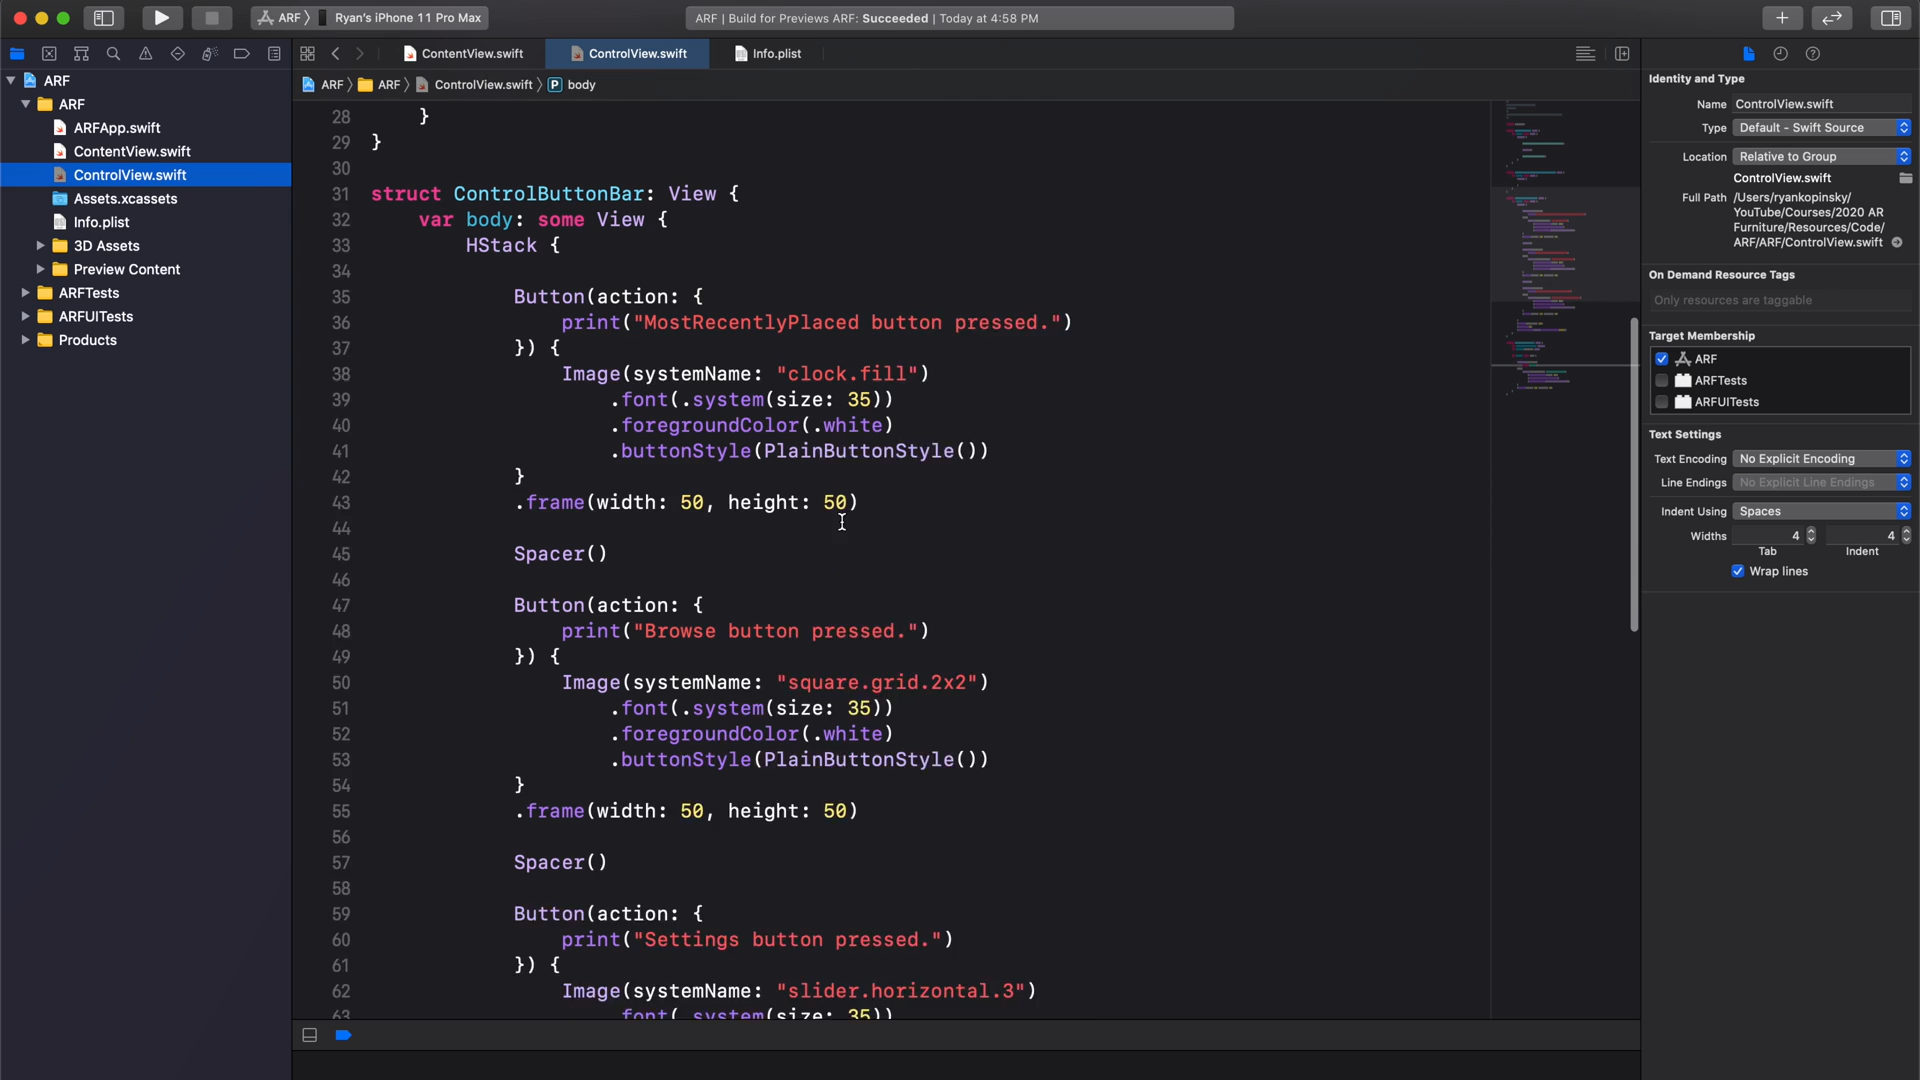 ARF 〉 Ryan's iPhone 11 Pro Max
ARF | Build for Previews ARF: Succeeded | Today at 4:58 PM
ContentView.swift
ControlView.swift
Info.plist
ARF 〉 ARF 〉 ControlView.swift 〉 P body
ARF
ARF
ARFApp.swift
ContentView.swift
ControlView.swift
Assets.xcassets
Info.plist
3D Assets
Preview Content
ARFTests
ARFUITests
Products
28 }
29 }
30
31 struct ControlButtonBar: View {
32 var body: some View {
33 HStack {
34
35 Button(action: {
36 print("MostRecentlyPlaced button pressed.")
37 }) {
38 Image(systemName: "clock.fill")
39 .font(.system(size: 35))
40 .foregroundColor(.white)
41 .buttonStyle(PlainButtonStyle())
42 }
43 .frame(width: 50, height: 50)
44
45 Spacer()
46
47 Button(action: {
48 print("Browse button pressed.")
49 }) {
50 Image(systemName: "square.grid.2x2")
51 .font(.system(size: 35))
52 .foregroundColor(.white)
53 .buttonStyle(PlainButtonStyle())
54 }
55 .frame(width: 50, height: 50)
56
57 Spacer()
58
59 Button(action: {
60 print("Settings button pressed.")
61 }) {
62 Image(systemName: "slider.horizontal.3")
63 .font(.system(size: 35))
Identity and Type
Name ControlView.swift
Type Default - Swift Source
Location Relative to Group
ControlView.swift
Full Path /Users/ryankopinsky/
YouTube/Courses/2020 AR
Furniture/Resources/Code/
ARF/ARF/ControlView.swift
On Demand Resource Tags
Only resources are taggable
Target Membership
ARF
ARFTests
ARFUITests
Text Settings
Text Encoding No Explicit Encoding
Line Endings No Explicit Line Endings
Indent Using Spaces
Widths 4 4
Tab Indent
Wrap lines